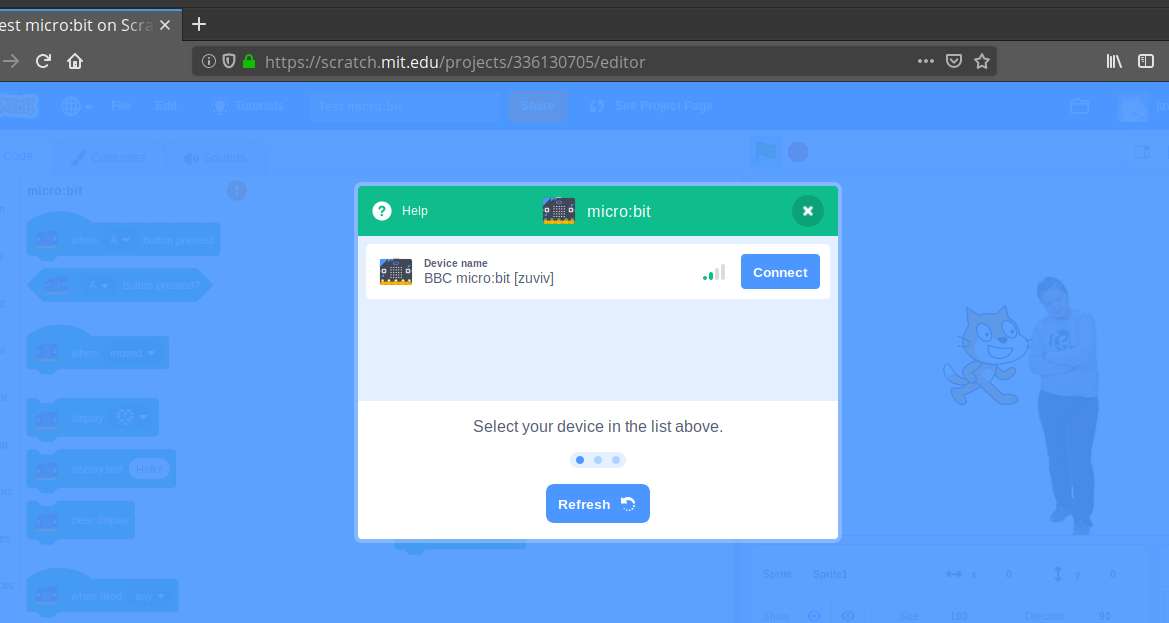 est micro:bit on Scra
https://scratch.mit.edu/projects/336130705/editor
File Edit Tutorials Test necro:bit Share See Project Page
Code Costumes Sounds
micro:bit
when A button pressed
A button pressed?
when moved
display
display text Hello!
clear display
when tilted any
Help micro:bit
Device name
BBC micro:bit [zuviv]
Connect
Select your device in the list above.
Refresh
Sprite Sprite1 x 0 y 0
Show Size 100 Direction 90